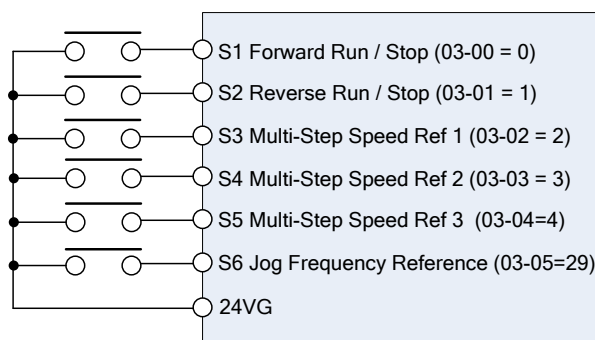 S1 Forward Run / Stop (03-00 = 0)
S2 Reverse Run / Stop (03-01 = 1)
S3 Multi-Step Speed Ref 1 (03-02 = 2)
S4 Multi-Step Speed Ref 2 (03-03 = 3)
S5 Multi-Step Speed Ref 3 (03-04=4)
S6 Jog Frequency Reference (03-05=29)
24VG